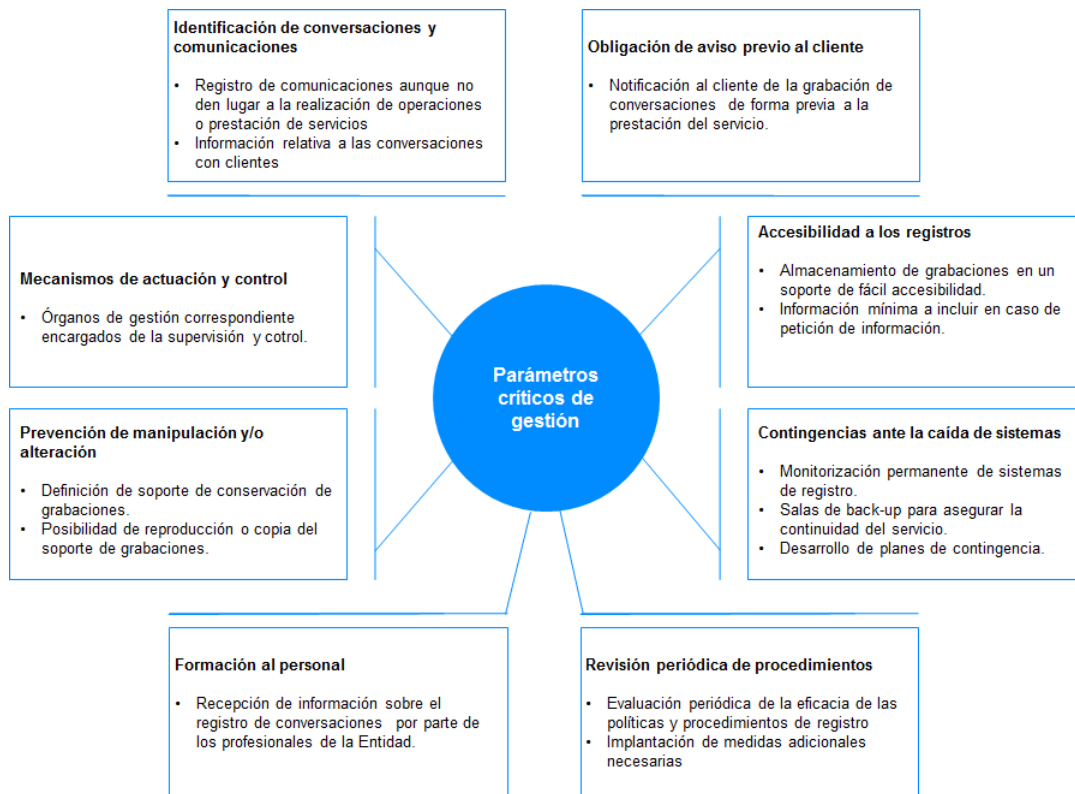 Identificación de conversaciones y
comunicaciones
• Registro de comunicaciones aunque no
den lugar a la realización de operaciones
o prestación de servicios
• Información relativa a las conversaciones
con clientes
Obligación de aviso previo al cliente
• Notificación al cliente de la grabación de
conversaciones de forma previa a la
prestación del servicio.
Mecanismos de actuación y control
• Órganos de gestión correspondiente
encargados de la supervisión y cotrol.
Accesibilidad a los registros
• Almacenamiento de grabaciones en un
soporte de fácil accesibilidad.
• Información mínima a incluir en caso de
petición de información.
Parámetros
críticos de
gestión
Prevención de manipulación y/o
alteración
• Definición de soporte de conservación de
grabaciones.
• Posibilidad de reproducción o copia del
soporte de grabaciones.
Contingencias ante la caída de sistemas
• Monitorización permanente de sistemas
de registro.
• Salas de back-up para asegurar la
continuidad del servicio.
• Desarrollo de planes de contingencia.
Formación al personal
• Recepción de información sobre el
registro de conversaciones por parte de
los profesionales de la Entidad.
Revisión periódica de procedimientos
• Evaluación periódica de la eficacia de las
políticas y procedimientos de registro
• Implantación de medidas adicionales
necesarias